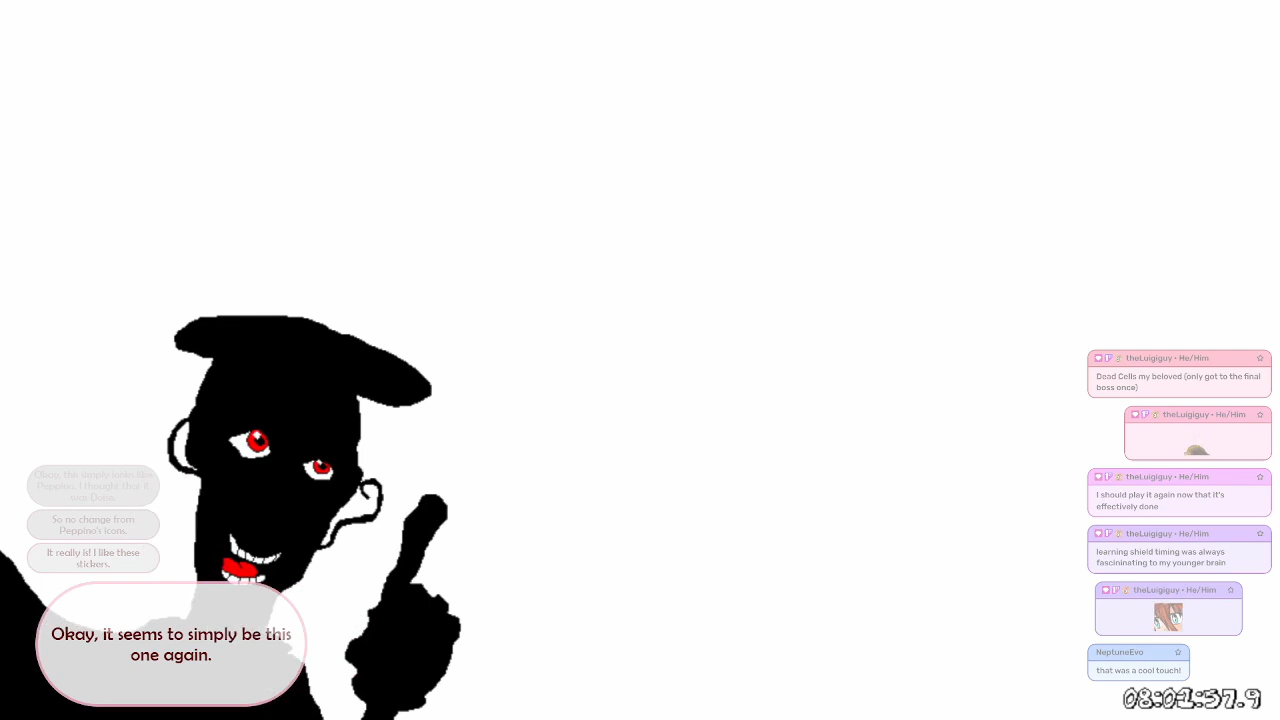 Okay, this simply looks like
Peppino. I thought that it
was Doise.
So no change from
Peppino's icons.
It really is! I like these
stickers.
Okay, it seems to simply be this
one again.
theLuigiguy • He/Him
Dead Cells my beloved (only got to the final
boss once)
theLuigiguy • He/Him
theLuigiguy • He/Him
I should play it again now that it's
effectively done
theLuigiguy • He/Him
learning shield timing was always
fascininating to my younger brain
theLuigiguy • He/Him
NeptuneEvo
that was a cool touch!
08:01:57.9